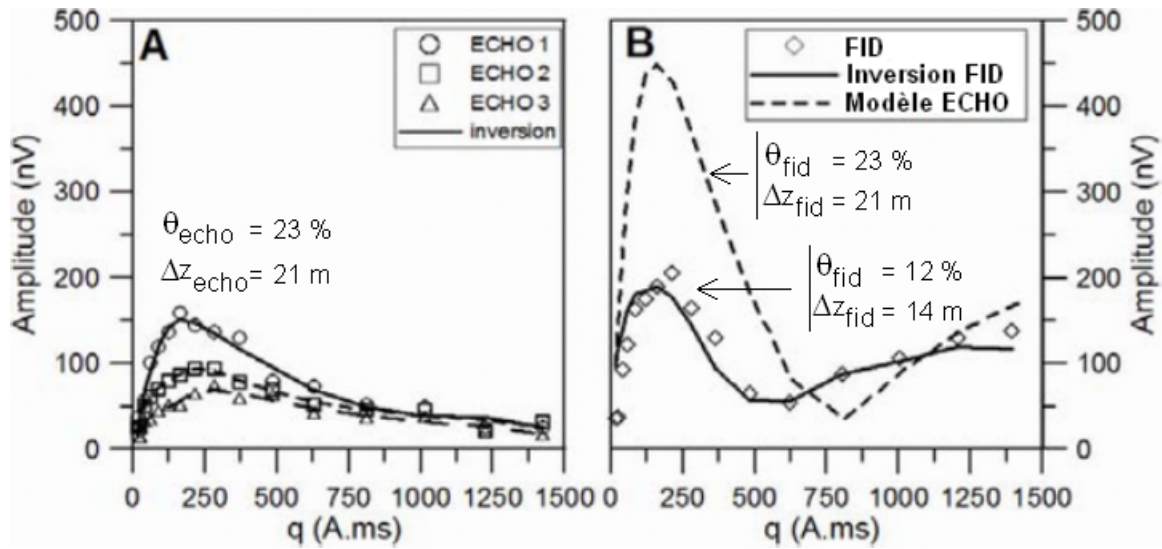 A
ECHO 1
ECHO 2
ECHO 3
inversion
θecho = 23 %
Δzecho= 21 m
Amplitude (nV)
500
400
300
200
100
0
0 250 500 750 1000 1250 1500
q (A.ms)
B
FID
Inversion FID
Modèle ECHO
θfid = 23 %
Δzfid = 21 m
θfid = 12 %
Δzfid = 14 m
500
400
300
200
100
0
Amplitude (nV)
0 250 500 750 1000 1250 1500
q (A.ms)